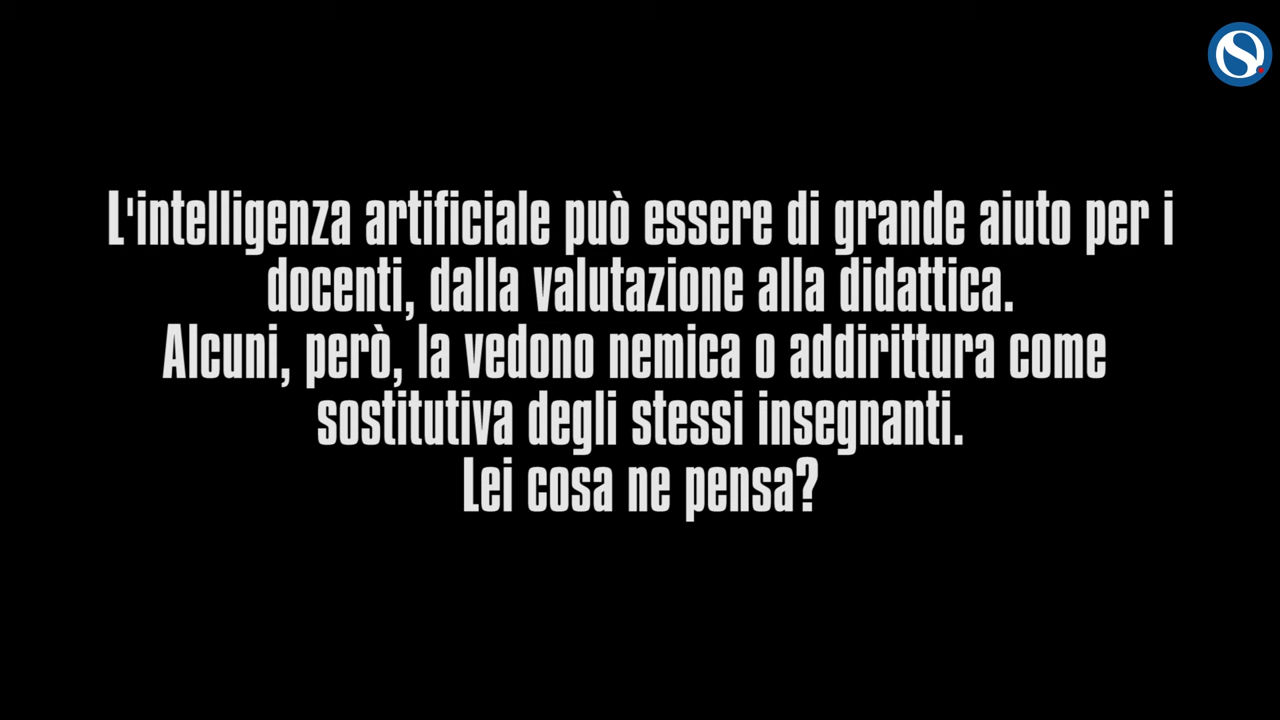 L'intelligenza artificiale può essere di grande aiuto per i
docenti, dalla valutazione alla didattica.
Alcuni, però, la vedono nemica o addirittura come
sostitutiva degli stessi insegnanti.
Lei cosa ne pensa?